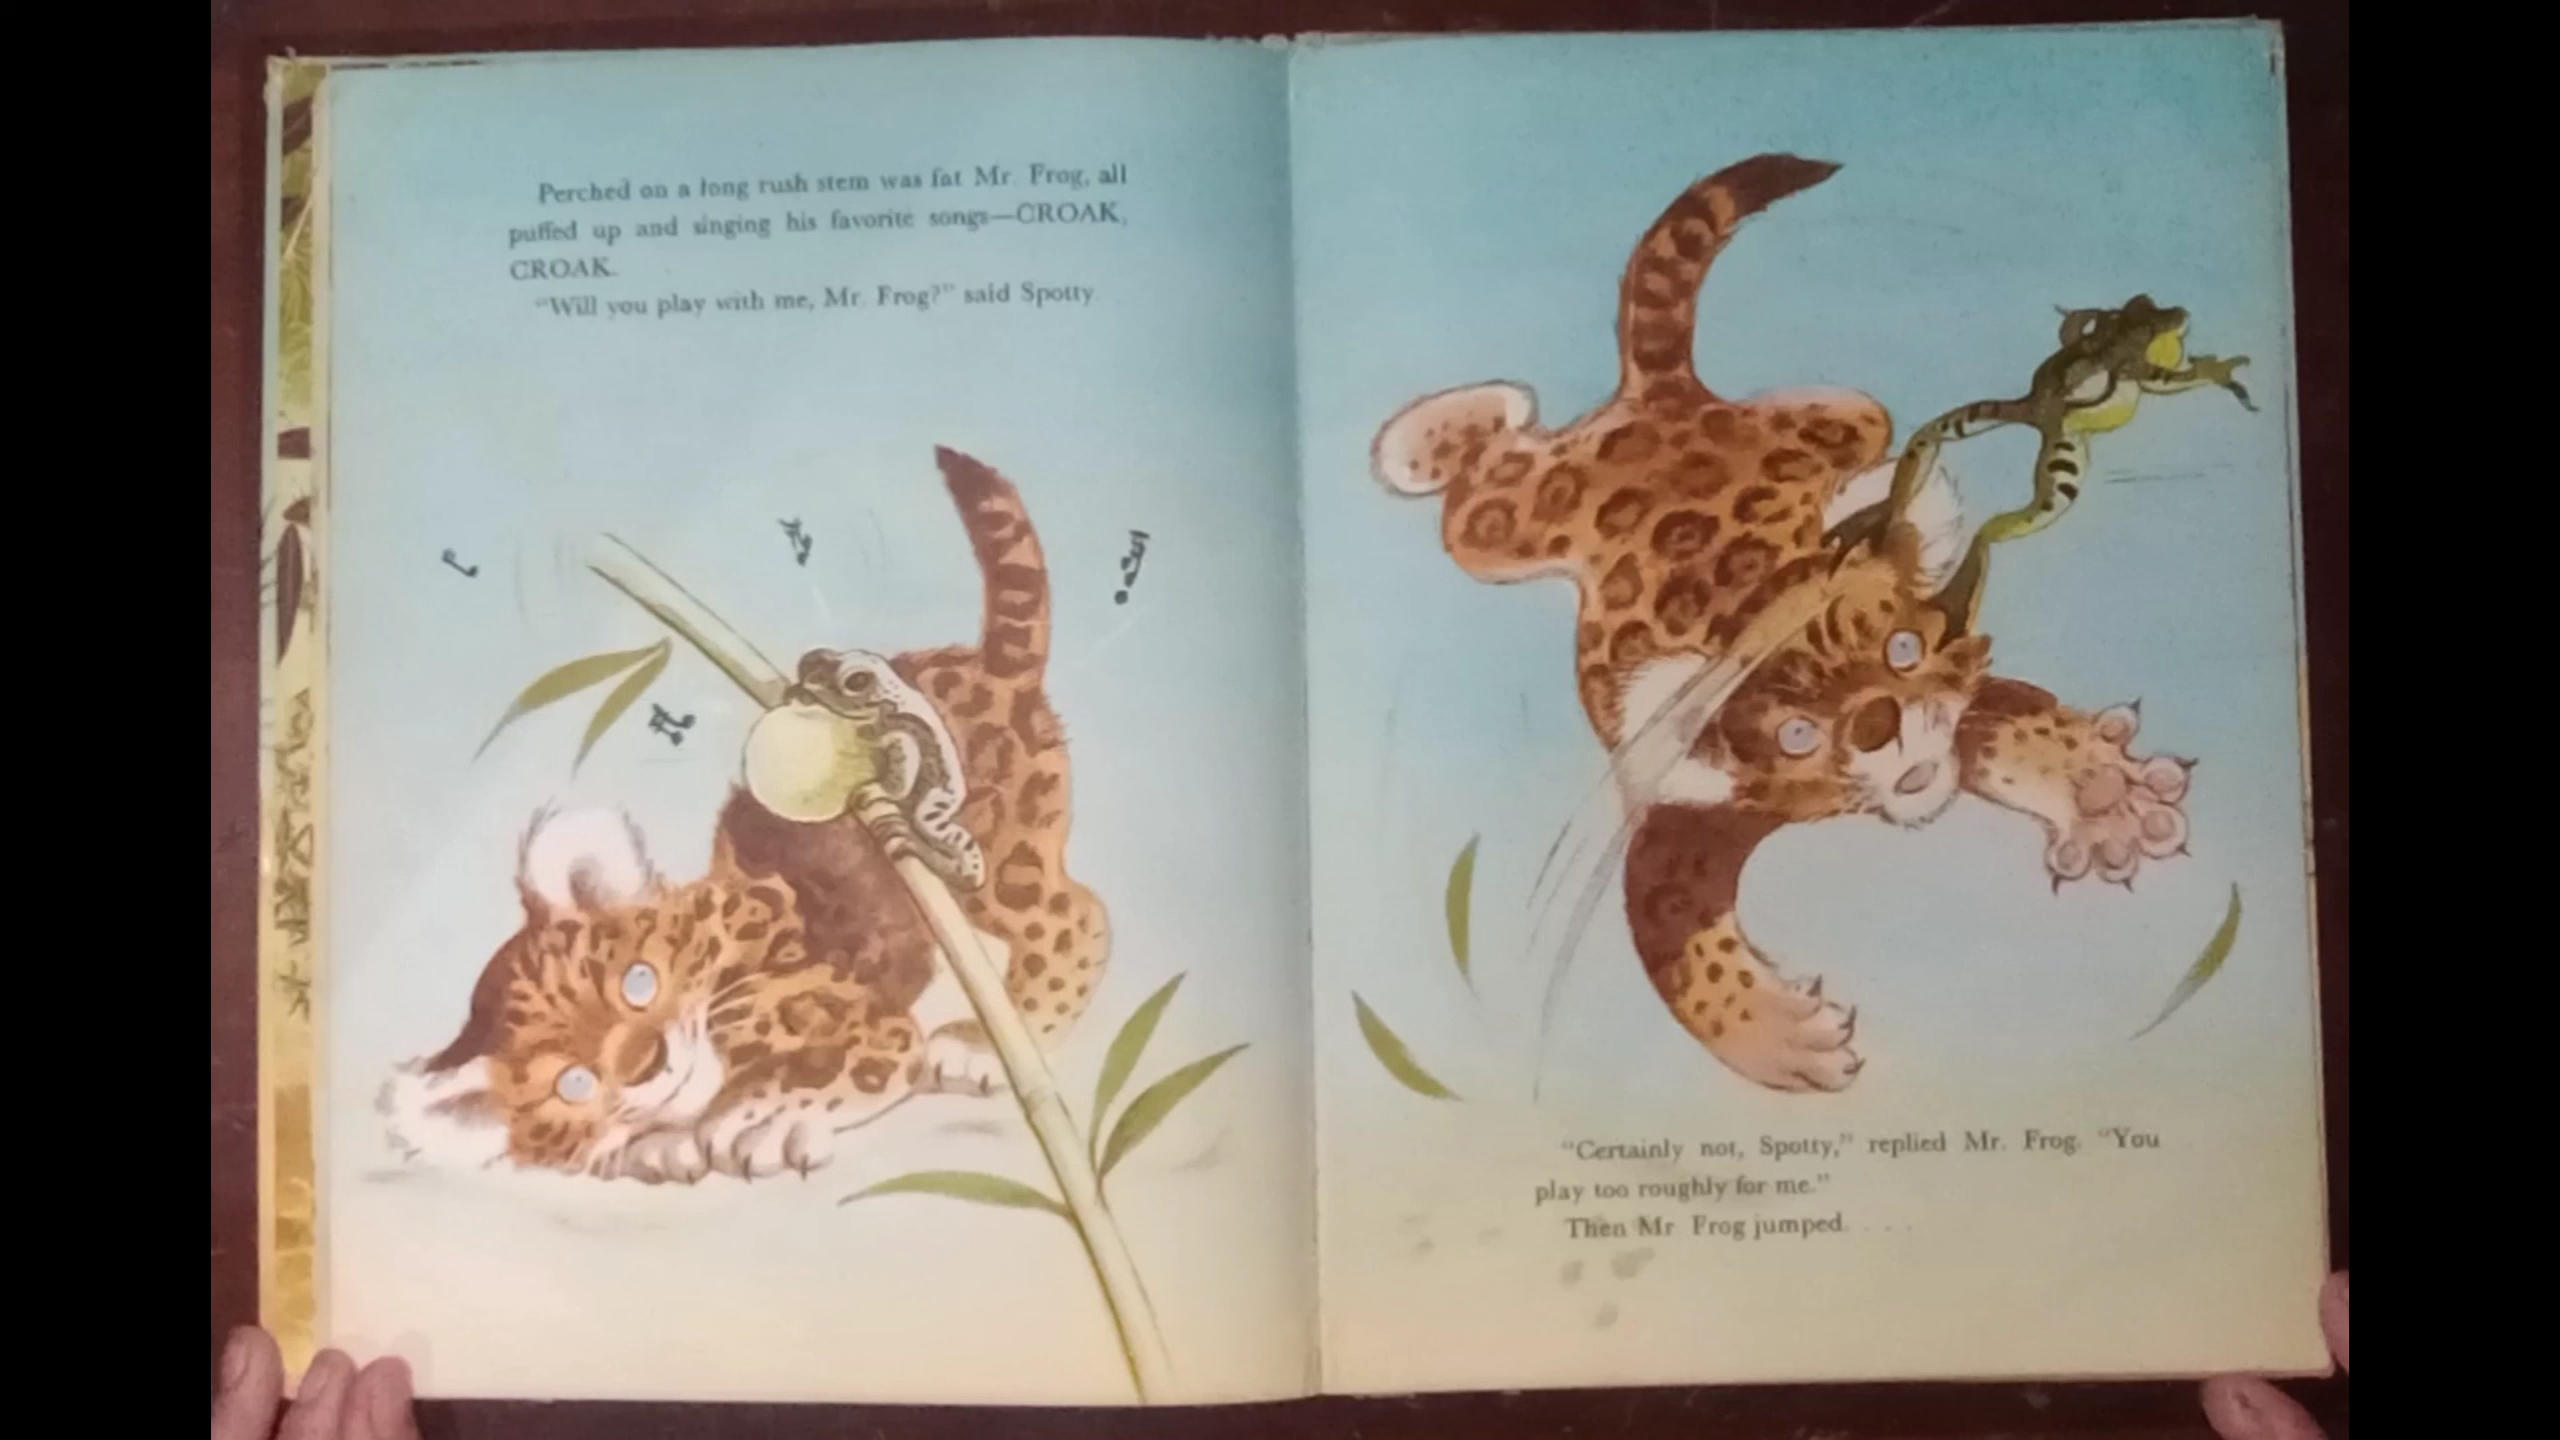 Perched on a long rush stem was fat Mr. Frog, all
puffed up and singing his favorite songs—CROAK,
CROAK.
"Will you play with me, Mr. Frog?" said Spotty.
"Certainly not, Spotty," replied Mr. Frog. "You
play too roughly for me."
Then Mr. Frog jumped. . . .